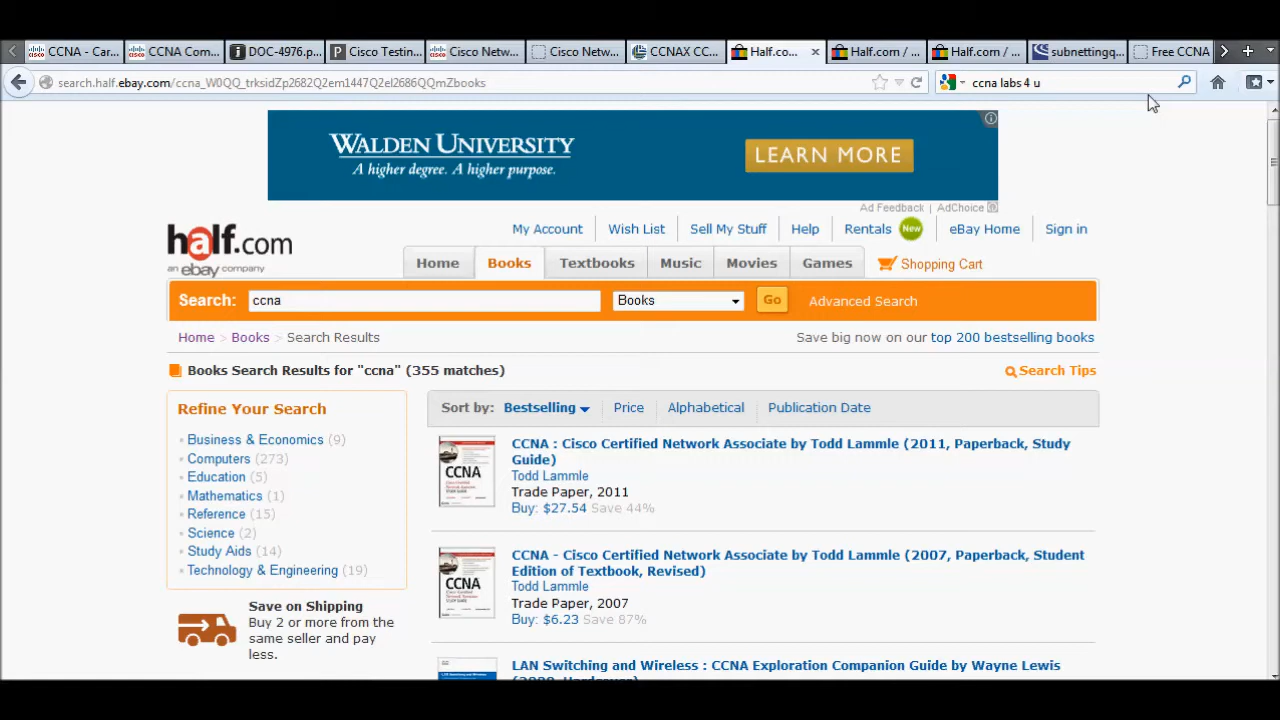 CCNA - Car...
CCNA Com...
DOC-4976.p...
Cisco Testin...
Cisco Netw...
Cisco Netw...
CCNAX CC...
Half.co...
Half.com / ...
Half.com / ...
subnettingq...
Free CCNA
search.half.ebay.com/ccna_W0QQ_trksidZp2682Q2em1447Q2el2686QQmZbooks
ccna labs 4 u
WALDEN UNIVERSITY
A higher degree. A higher purpose.
LEARN MORE
Ad Feedback | AdChoice
half.com
an ebay company
My Account
Wish List
Sell My Stuff
Help
Rentals
New
eBay Home
Sign in
Home
Books
Textbooks
Music
Movies
Games
Shopping Cart
Search:
ccna
Books
Go
Advanced Search
Home > Books > Search Results
Save big now on our top 200 bestselling books
Books Search Results for "ccna" (355 matches)
Search Tips
Refine Your Search
Business & Economics (9)
Computers (273)
Education (5)
Mathematics (1)
Reference (15)
Science (2)
Study Aids (14)
Technology & Engineering (19)
Save on Shipping
Buy 2 or more from the
same seller and pay
less.
Sort by:
Bestselling
Price
Alphabetical
Publication Date
CCNA
CCNA : Cisco Certified Network Associate by Todd Lammle (2011, Paperback, Study
Guide)
Todd Lammle
Trade Paper, 2011
Buy: $27.54 Save 44%
CCNA
CCNA - Cisco Certified Network Associate by Todd Lammle (2007, Paperback, Student
Edition of Textbook, Revised)
Todd Lammle
Trade Paper, 2007
Buy: $6.23 Save 87%
LAN Switching and Wireless : CCNA Exploration Companion Guide by Wayne Lewis